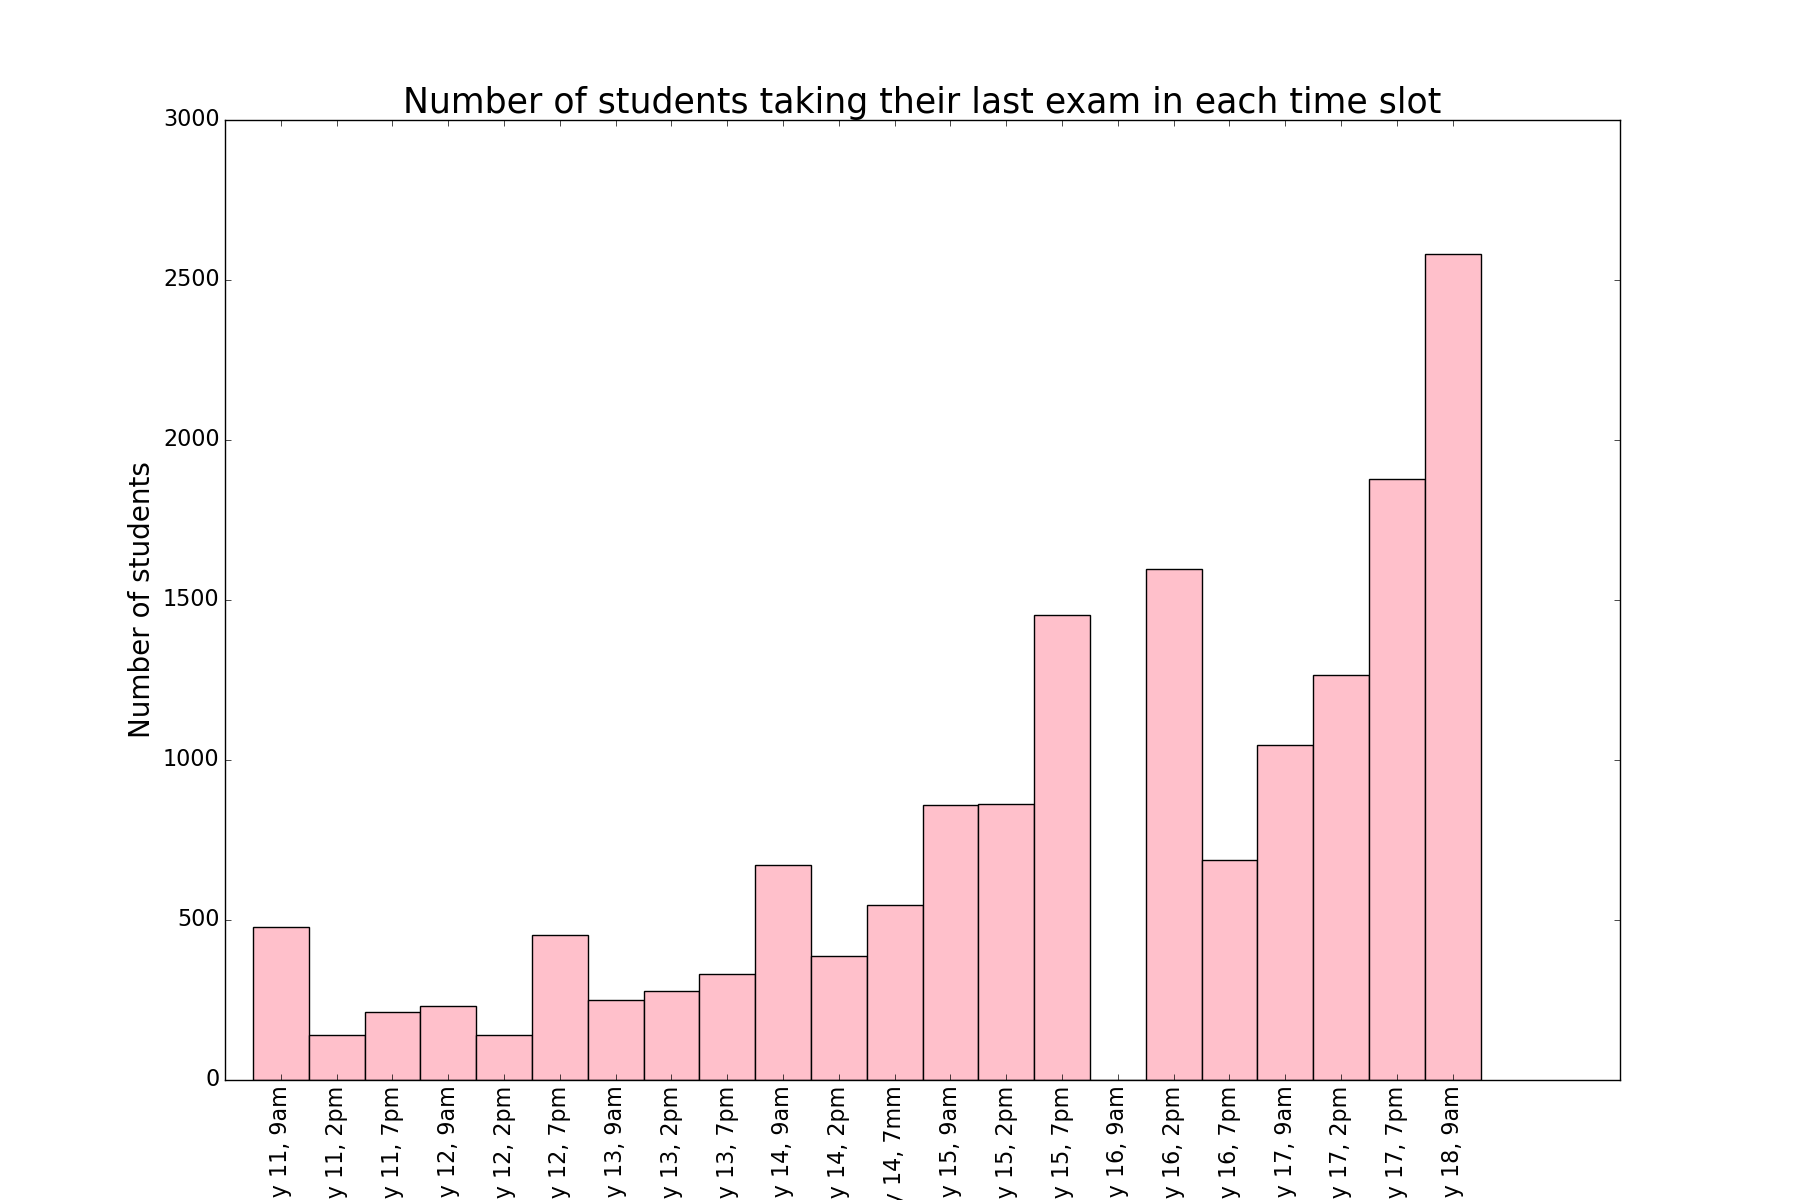 Number of students taking their last exam in each time slot
Number of students
3000
2500
2000
1500
1000
500
0
y 11, 9am
y 11, 2pm
y 11, 7pm
y 12, 9am
y 12, 2pm
y 12, 7pm
y 13, 9am
y 13, 2pm
y 13, 7pm
y 14, 9am
y 14, 2pm
y 14, 7mm
y 15, 9am
y 15, 2pm
y 15, 7pm
y 16, 9am
y 16, 2pm
y 16, 7pm
y 17, 9am
y 17, 2pm
y 17, 7pm
y 18, 9am